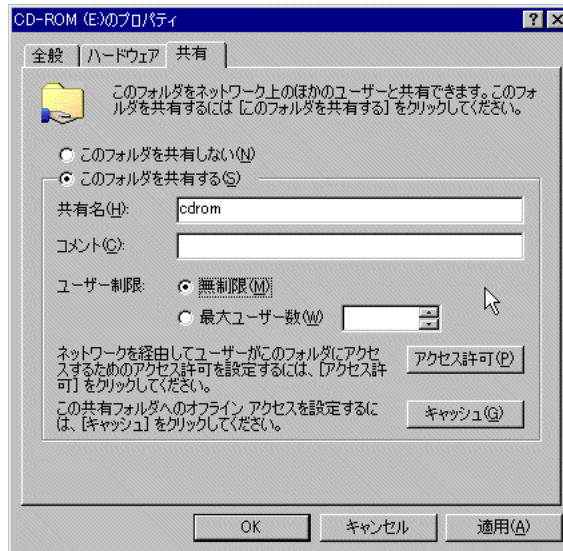 CD-ROM (E:)のプロパティ
全般 ハードウェア 共有
このフォルダをネットワーク上のほかのユーザーと共有できます。このフォ
ルダを共有するには [このフォルダを共有する] をクリックしてください。
このフォルダを共有しない(N)
このフォルダを共有する(S)
共有名(H): cdrom
コメント(C):
ユーザー制限: 無制限(M)
最大ユーザー数(W)
ネットワークを経由してユーザーがこのフォルダにアクセ
スするためのアクセス許可を設定するには、[アクセス許
可] をクリックしてください。
アクセス許可(P)
この共有フォルダへのオフライン アクセスを設定するに
は、[キャッシュ] をクリックしてください。
キャッシュ(G)
OK キャンセル 適用(A)